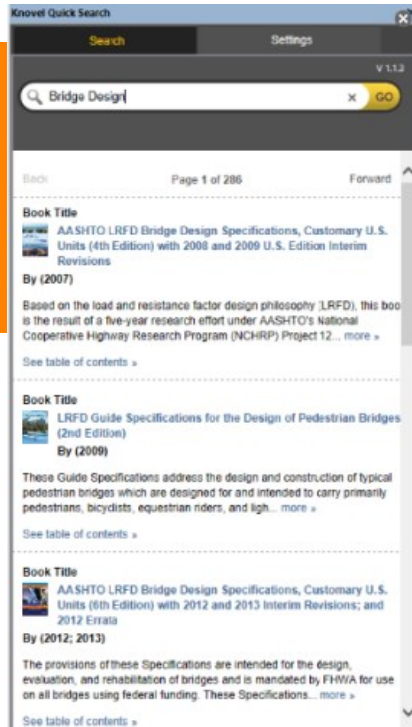 Knovel Quick Search
Search
Settings
V 1.1.3
Bridge Design
GO
Back
Page 1 of 286
Forward
Book Title
AASHTO LRFD Bridge Design Specifications, Customary U.S.
Units (4th Edition) with 2008 and 2009 U.S. Edition Interim
Revisions
By (2007)
Based on the load and resistance factor design philosophy (LRFD), this boo
is the result of a five-year research effort under AASHTO's National
Cooperative Highway Research Program (NCHRP) Project 12... more »
See table of contents »
Book Title
LRFD Guide Specifications for the Design of Pedestrian Bridges
(2nd Edition)
By (2009)
These Guide Specifications address the design and construction of typical
pedestrian bridges which are designed for and intended to carry primarily
pedestrians, bicyclists, equestrian riders, and ligh... more »
See table of contents »
Book Title
AASHTO LRFD Bridge Design Specifications, Customary U.S.
Units (6th Edition) with 2012 and 2013 Interim Revisions; and
2012 Errata
By (2012; 2013)
The provisions of these Specifications are intended for the design,
evaluation, and rehabilitation of bridges and is mandated by FHWA for use
on all bridges using federal funding. These Specifications... more »
See table of contents »